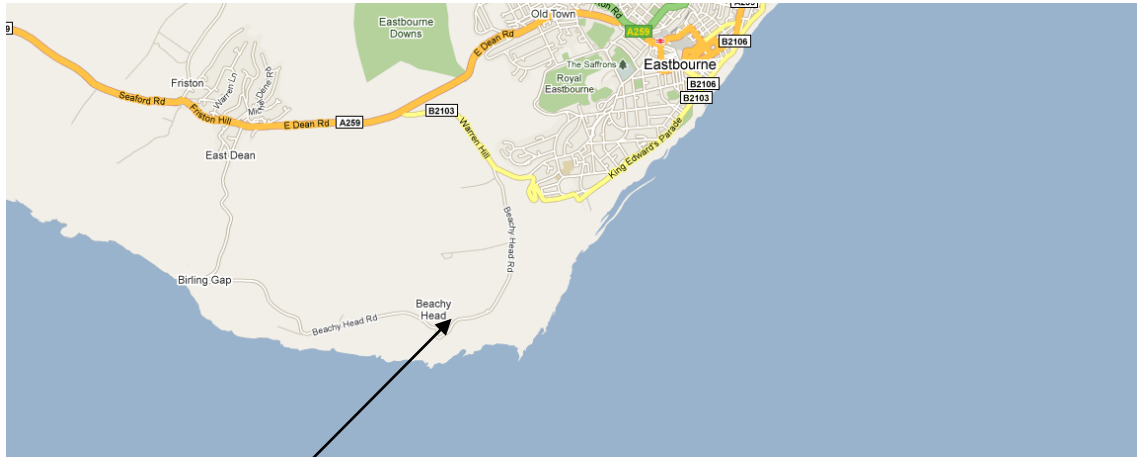 Eastbourne
Downs
Old Town
A259
B2106
E Dean Rd
The Saffrons
Royal
Eastbourne
Eastbourne
B2106
B2103
Friston
Warren Ln
Seaford Rd
Friston Hill
E Dean Rd
A259
B2103
Warren Hill
King Edward's Parade
East Dean
Beachy Head Rd
Birling Gap
Beachy
Head
Beachy Head Rd